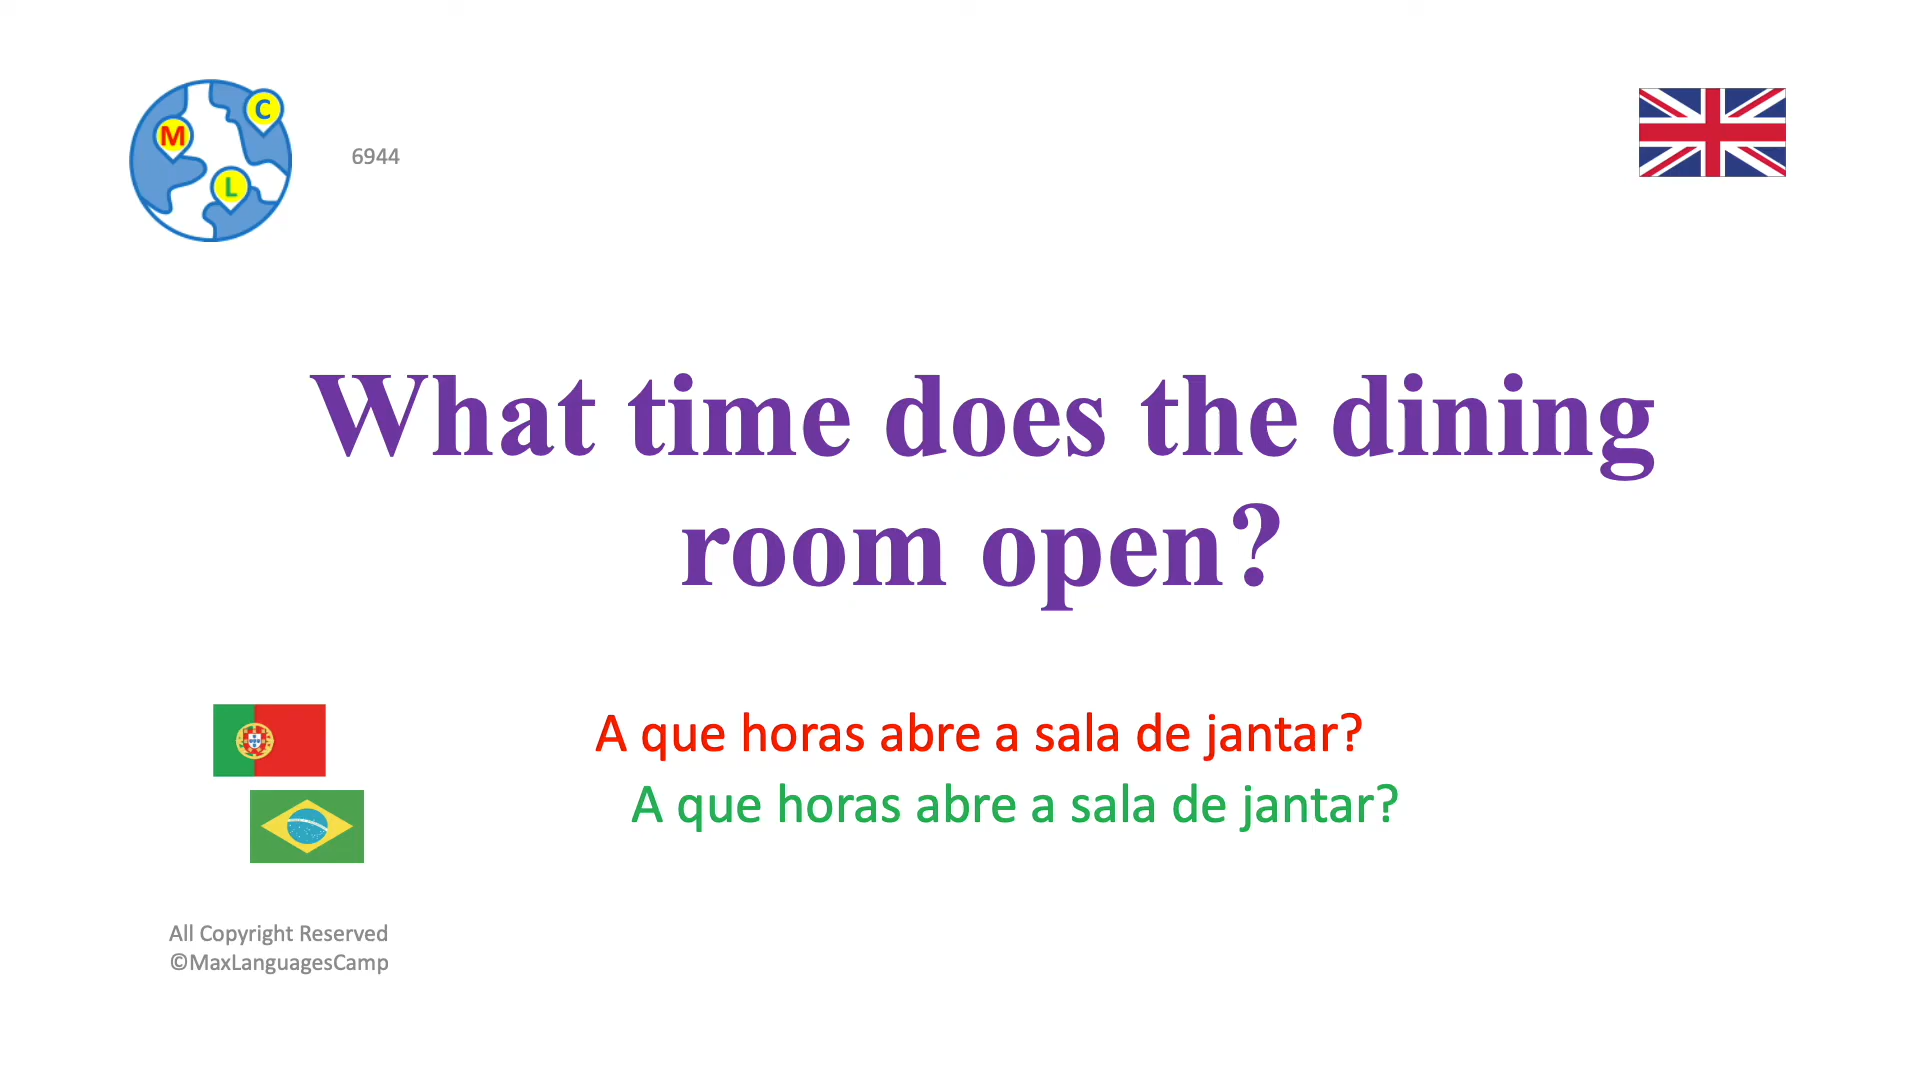 C
M
L
6944
What time does the dining
room open?
A que horas abre a sala de jantar?
A que horas abre a sala de jantar?
All Copyright Reserved
©MaxLanguagesCamp